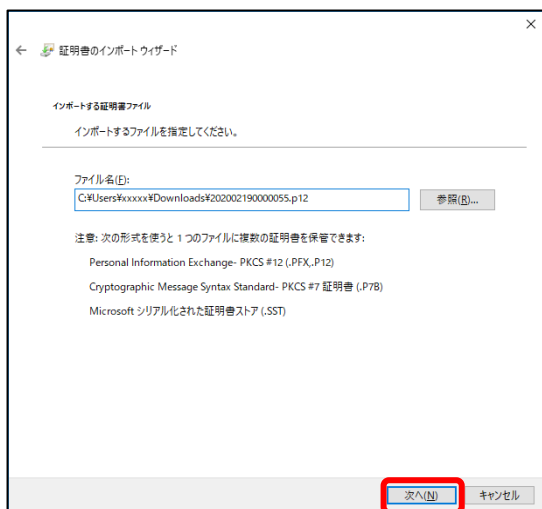 証明書のインポート ウィザード
インポートする証明書ファイル
インポートするファイルを指定してください。
ファイル名(F):
C:¥Users¥xxxxx¥Downloads¥202002190000055.p12
参照(R)...
注意: 次の形式を使うと 1 つのファイルに複数の証明書を保管できます:
Personal Information Exchange- PKCS #12 (.PFX,.P12)
Cryptographic Message Syntax Standard- PKCS #7 証明書 (.P7B)
Microsoft シリアル化された証明書ストア (.SST)
次へ(N)
キャンセル